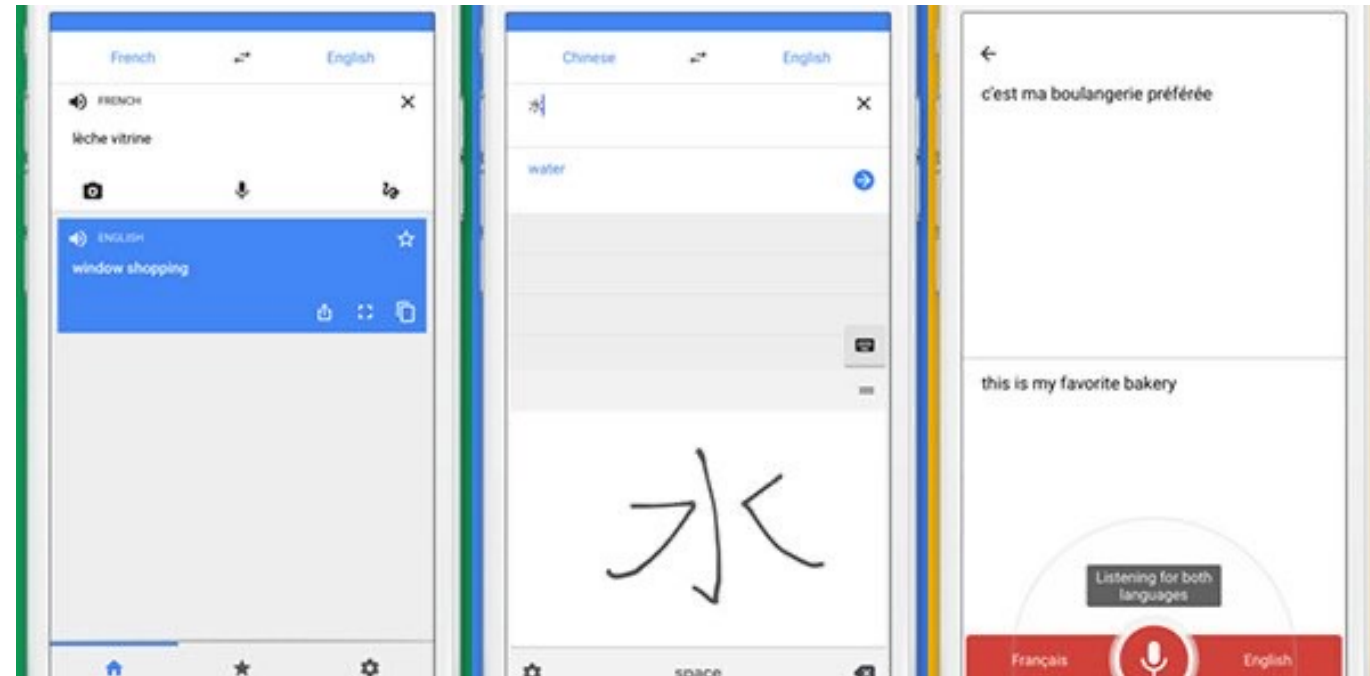 French English
FRENCH
lèche vitrine
ENGLISH
window shopping
Chinese English
水
water
水
space
c'est ma boulangerie préférée
this is my favorite bakery
Listening for both
languages
Français English